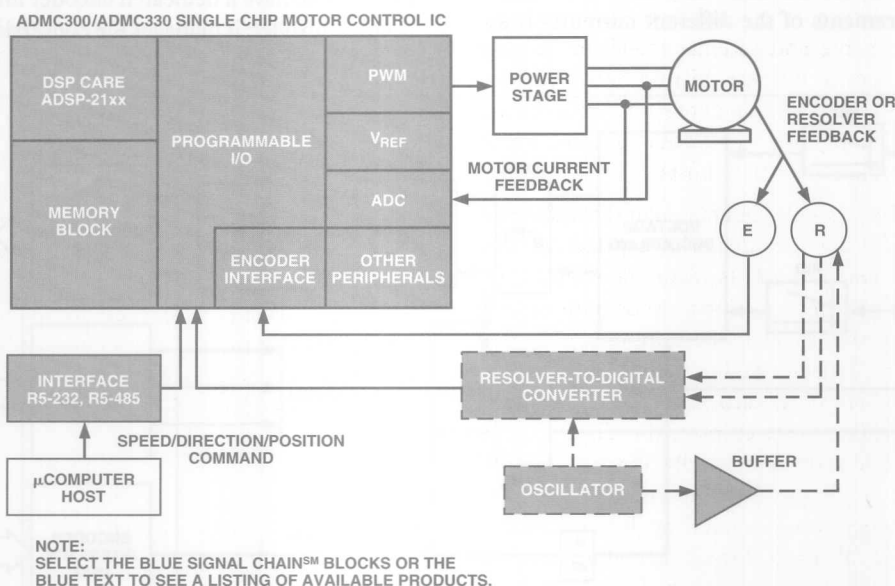 ADMC300/ADMC330 SINGLE CHIP MOTOR CONTROL IC
DSP CARE
ADSP-21xx
MEMORY
BLOCK
PROGRAMMABLE
I/O
PWM
VREF
ADC
ENCODER
INTERFACE
OTHER
PERIPHERALS
POWER
STAGE
MOTOR
ENCODER OR
RESOLVER
FEEDBACK
MOTOR CURRENT
FEEDBACK
E
R
INTERFACE
R5-232, R5-485
RESOLVER-TO-DIGITAL
CONVERTER
SPEED/DIRECTION/POSITION
COMMAND
µCOMPUTER
HOST
OSCILLATOR
BUFFER
NOTE:
SELECT THE BLUE SIGNAL CHAINSM BLOCKS OR THE
BLUE TEXT TO SEE A LISTING OF AVAILABLE PRODUCTS.